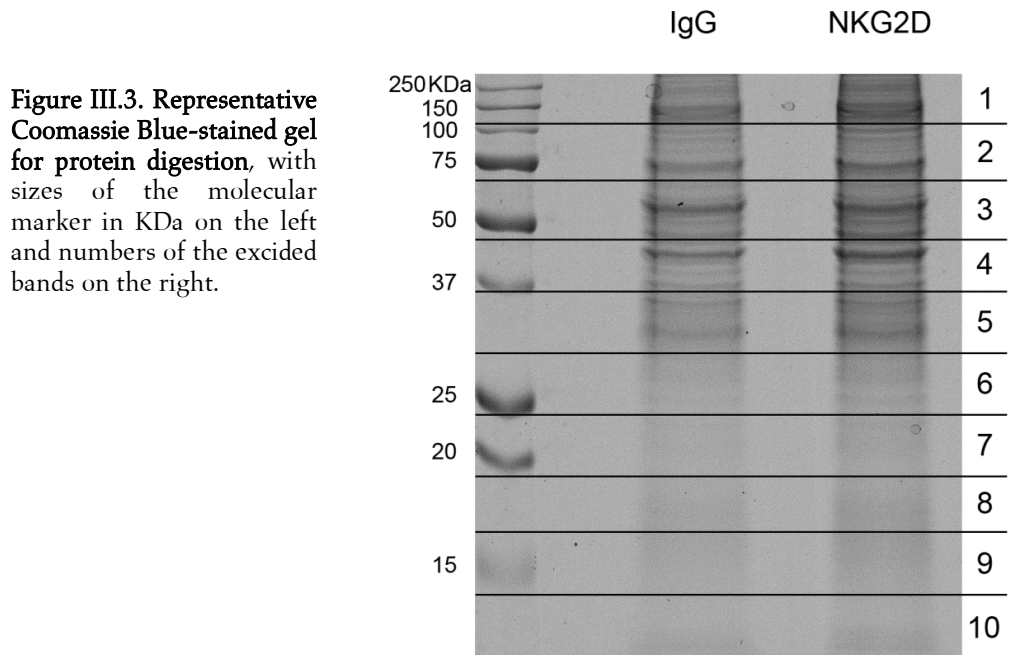 IgG NKG2D
Figure III.3. Representative
Coomassie Blue-stained gel
for protein digestion, with
sizes of the molecular
marker in KDa on the left
and numbers of the excided
bands on the right.
250KDa
150
100
75
50
37
25
20
15
1
2
3
4
5
6
7
8
9
10